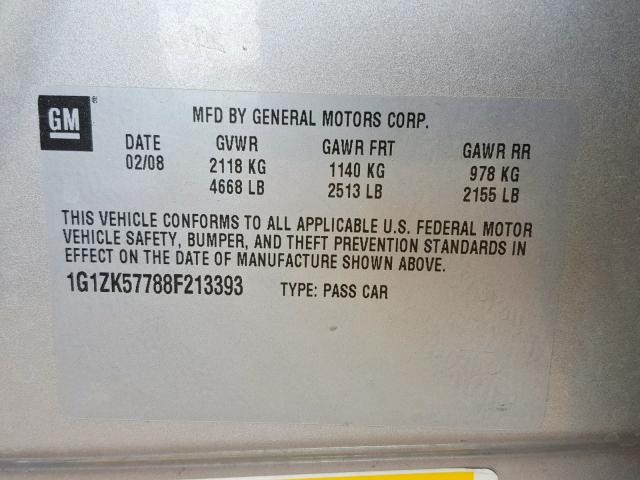 GM
MFD BY GENERAL MOTORS CORP.
DATE GVWR GAWR FRT GAWR RR
02/08 2118 KG 1140 KG 978 KG
4668 LB 2513 LB 2155 LB
THIS VEHICLE CONFORMS TO ALL APPLICABLE U.S. FEDERAL MOTOR
VEHICLE SAFETY, BUMPER, AND THEFT PREVENTION STANDARDS IN
EFFECT ON THE DATE OF MANUFACTURE SHOWN ABOVE.
1G1ZK57788F213393 TYPE: PASS CAR